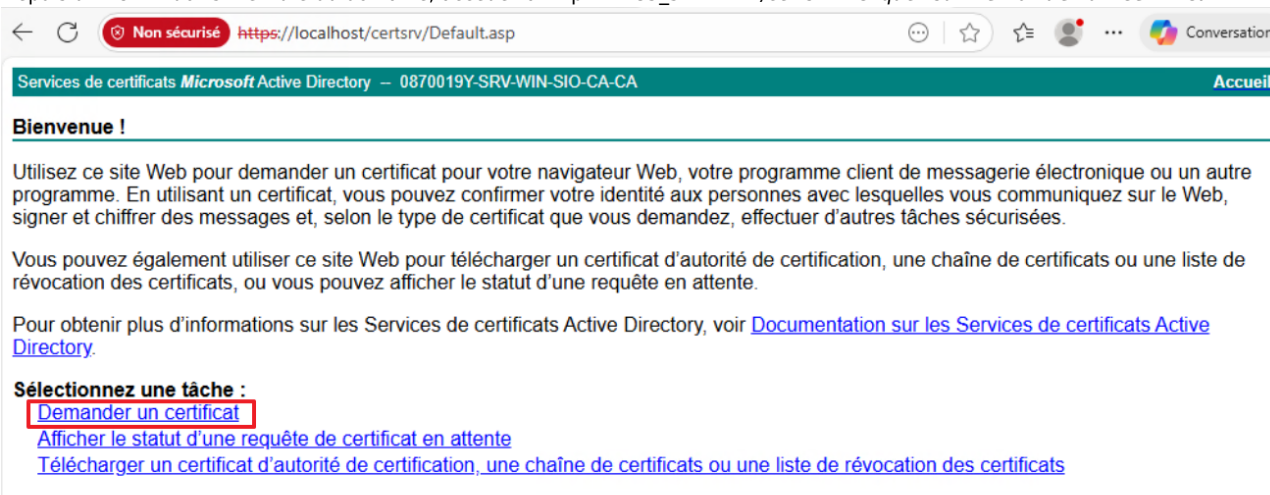 Non sécurisé https://localhost/certsrv/Default.asp Conversation
Services de certificats Microsoft Active Directory -- 0870019Y-SRV-WIN-SIO-CA-CA Accueil
Bienvenue !
Utilisez ce site Web pour demander un certificat pour votre navigateur Web, votre programme client de messagerie électronique ou un autre
programme. En utilisant un certificat, vous pouvez confirmer votre identité aux personnes avec lesquelles vous communiquez sur le Web,
signer et chiffrer des messages et, selon le type de certificat que vous demandez, effectuer d’autres tâches sécurisées.
Vous pouvez également utiliser ce site Web pour télécharger un certificat d’autorité de certification, une chaîne de certificats ou une liste de
révocation des certificats, ou vous pouvez afficher le statut d’une requête en attente.
Pour obtenir plus d’informations sur les Services de certificats Active Directory, voir Documentation sur les Services de certificats Active
Directory.
Sélectionnez une tâche :
Demander un certificat
Afficher le statut d’une requête de certificat en attente
Télécharger un certificat d’autorité de certification, une chaîne de certificats ou une liste de révocation des certificats